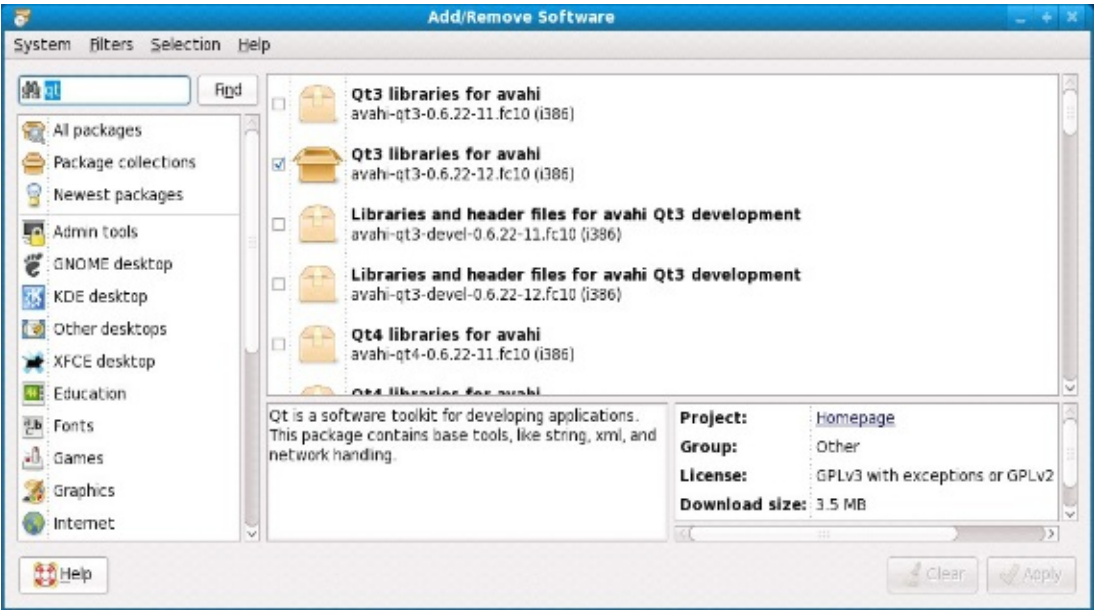 Add/Remove Software
System Filters Selection Help
qt
Find
All packages
Package collections
Newest packages
Admin tools
GNOME desktop
KDE desktop
Other desktops
XFCE desktop
Education
Fonts
Games
Graphics
Internet
Qt3 libraries for avahi
avahi-qt3-0.6.22-11.fc10 (i386)
Qt3 libraries for avahi
avahi-qt3-0.6.22-12.fc10 (i386)
Libraries and header files for avahi Qt3 development
avahi-qt3-devel-0.6.22-11.fc10 (i386)
Libraries and header files for avahi Qt3 development
avahi-qt3-devel-0.6.22-12.fc10 (i386)
Qt4 libraries for avahi
avahi-qt4-0.6.22-11.fc10 (i386)
Qt4 libraries for avahi
Qt is a software toolkit for developing applications.
This package contains base tools, like string, xml, and
network handling.
Project: Homepage
Group: Other
License: GPLv3 with exceptions or GPLv2
Download size: 3.5 MB
Help
Clear
Apply